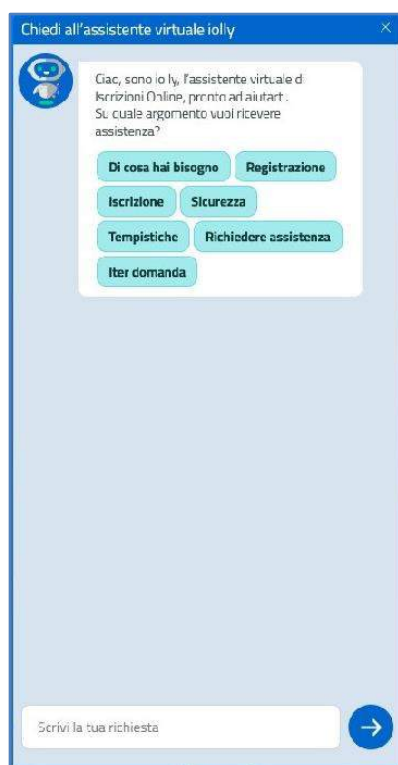 Chiedi all'assistente virtuale iolly
Ciao, sono iolly, l'assistente virtuale di
Iscrizioni Online, pronto ad aiutarti.
Su quale argomento vuoi ricevere
assistenza?
Di cosa hai bisogno Registrazione
Iscrizione Sicurezza
Tempistiche Richiedere assistenza
Iter domanda
Scrivi la tua richiesta